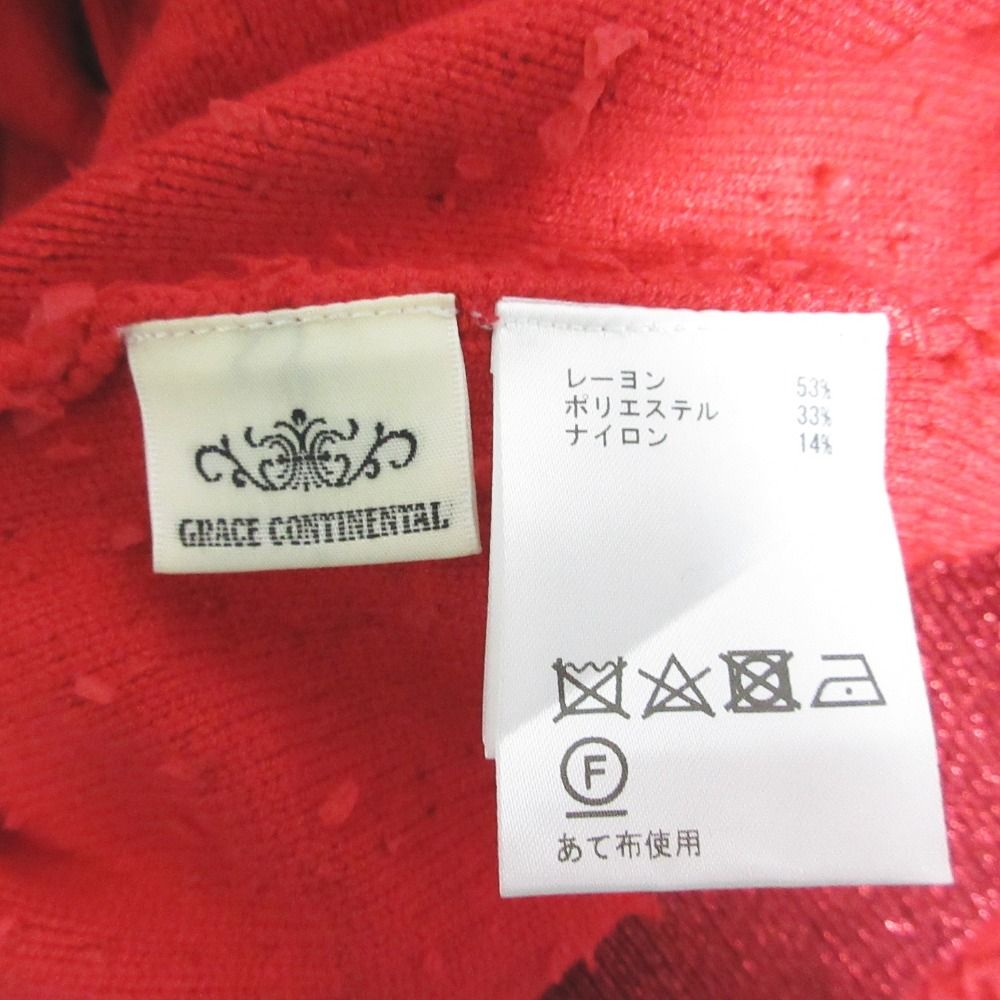 GRACE CONTINENTAL
レーヨン 53%
ポリエステル 33%
ナイロン 14%
F
あて布使用